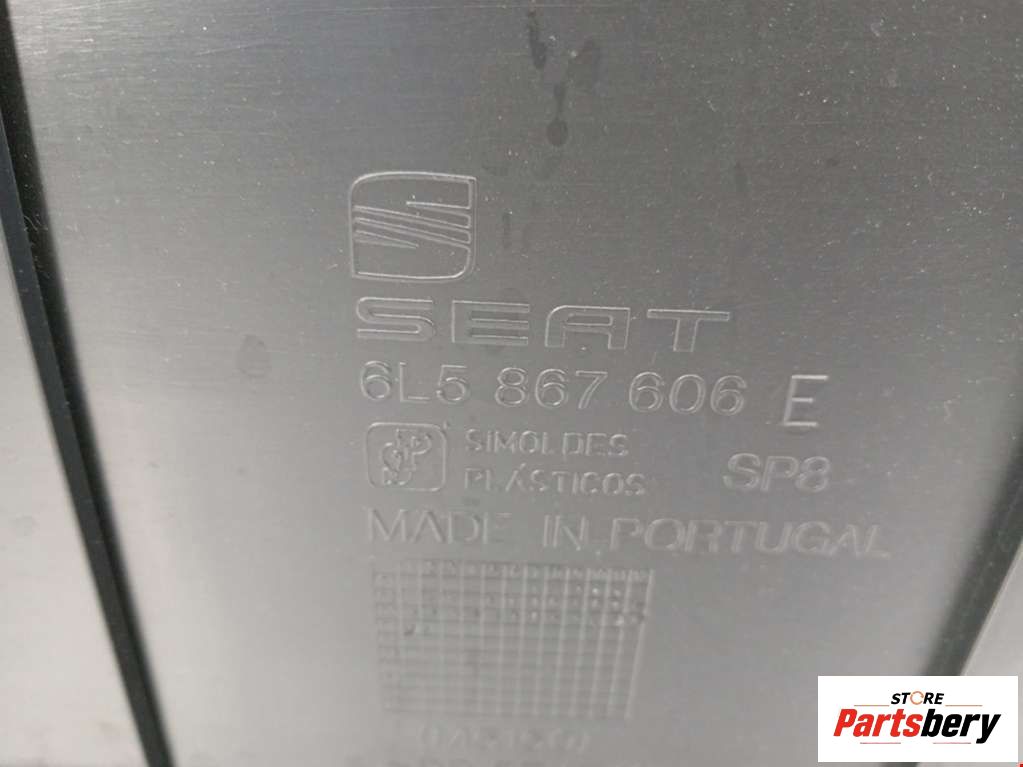 SEAT
6L5 867 606 E
SIMOLDES
PLÁSTICOS
SP8
MADE IN PORTUGAL
STORE
Partsbery